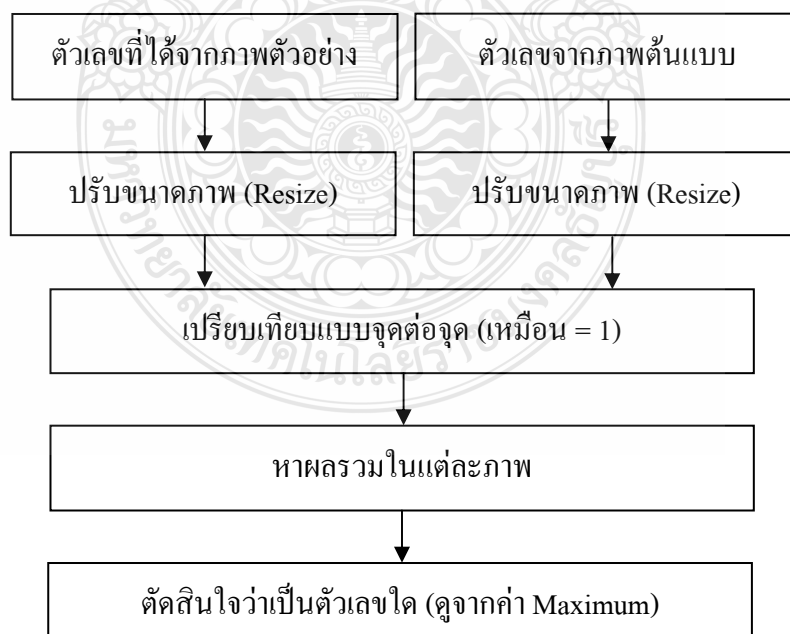 ตัวเลขที่ได้จากภาพตัวอย่าง
ตัวเลขจากภาพต้นแบบ
ปรับขนาดภาพ (Resize)
ปรับขนาดภาพ (Resize)
เปรียบเทียบแบบจุดต่อจุด (เหมือน = 1)
หาผลรวมในแต่ละภาพ
ตัดสินใจว่าเป็นตัวเลขใด (ดูจากค่า Maximum)